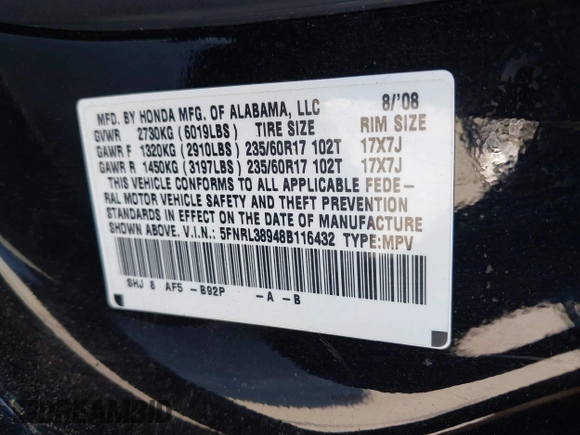 MFD. BY HONDA MFG. OF ALABAMA, LLC 8/'08
GVWR 2730KG (6019LBS) TIRE SIZE RIM SIZE
GAWR F 1320KG (2910LBS) 235/60R17 102T 17X7J
GAWR R 1450KG (3197LBS) 235/60R17 102T 17X7J
THIS VEHICLE CONFORMS TO ALL APPLICABLE FEDE-
RAL MOTOR VEHICLE SAFETY AND THEFT PREVENTION
STANDARDS IN EFFECT ON THE DATE OF MANUFACTURE
SHOWN ABOVE. V.I.N.: 5FNRL38948B116432 TYPE:MPV
SHJ 8 AF5 -B92P -A -B
DREAMBID